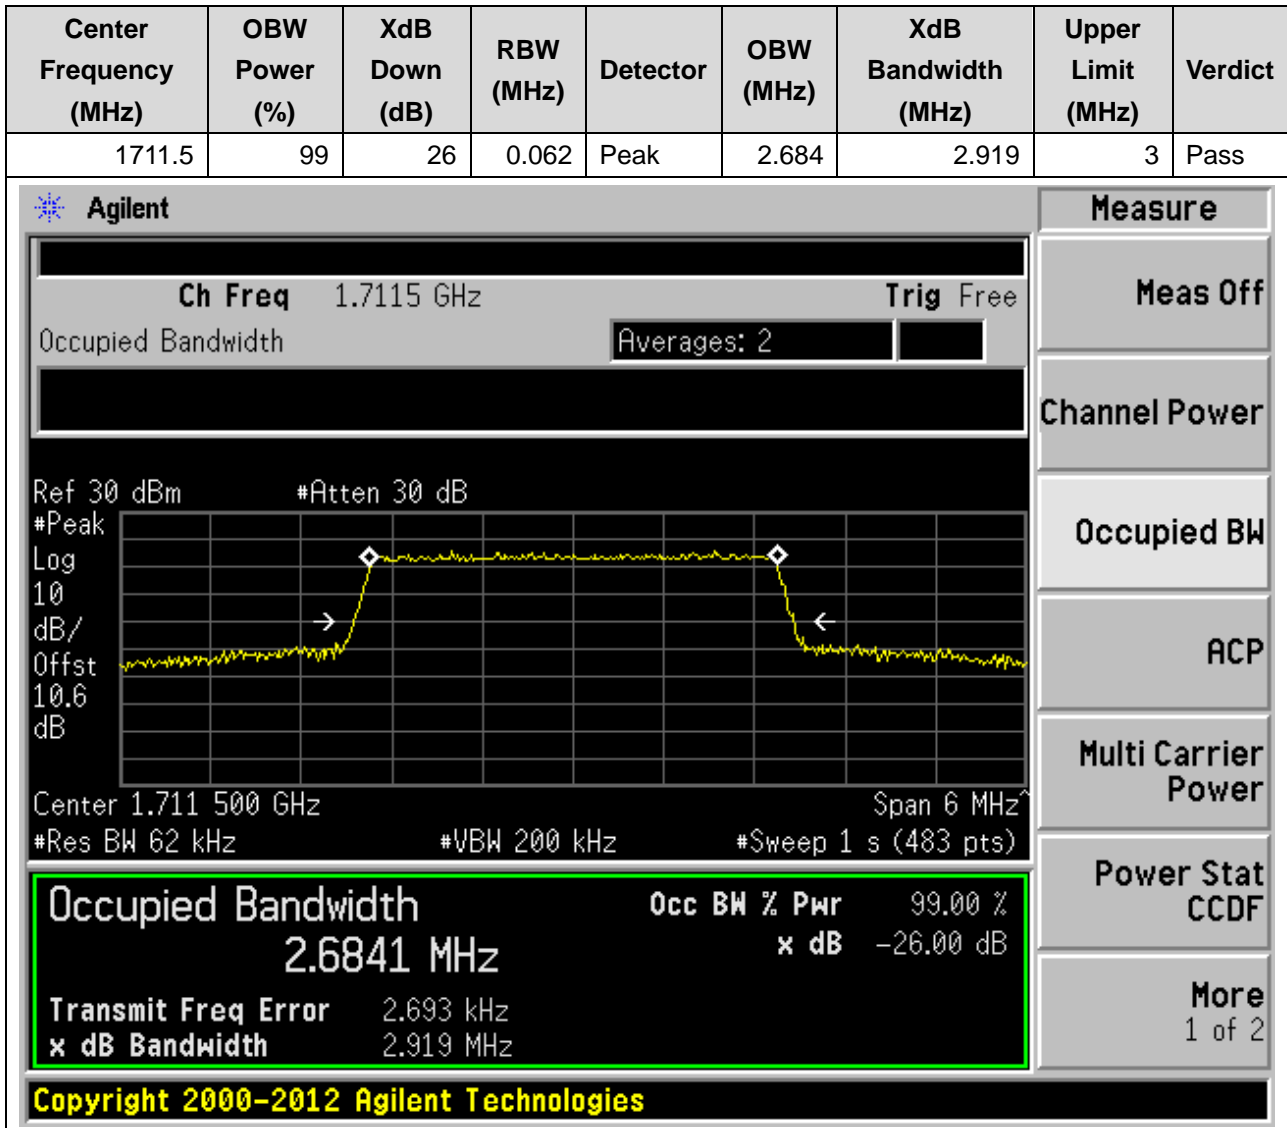 Center Frequency (MHz) OBW Power (%) XdB Down (dB) RBW (MHz) Detector OBW (MHz) XdB Bandwidth (MHz) Upper Limit (MHz) Verdict
1711.5 99 26 0.062 Peak 2.684 2.919 3 Pass
Agilent
Measure
Ch Freq 1.7115 GHz Trig Free
Meas Off
Occupied Bandwidth Averages: 2
Channel Power
Ref 30 dBm #Atten 30 dB
#Peak
Log
10
dB/
Offst
10.6
dB
Occupied BW
ACP
Multi Carrier
Power
Center 1.711 500 GHz Span 6 MHz^
#Res BW 62 kHz #VBW 200 kHz #Sweep 1 s (483 pts)
Power Stat
CCDF
Occupied Bandwidth Occ BW % Pwr 99.00 %
2.6841 MHz x dB -26.00 dB
More
1 of 2
Transmit Freq Error 2.693 kHz
x dB Bandwidth 2.919 MHz
Copyright 2000-2012 Agilent Technologies